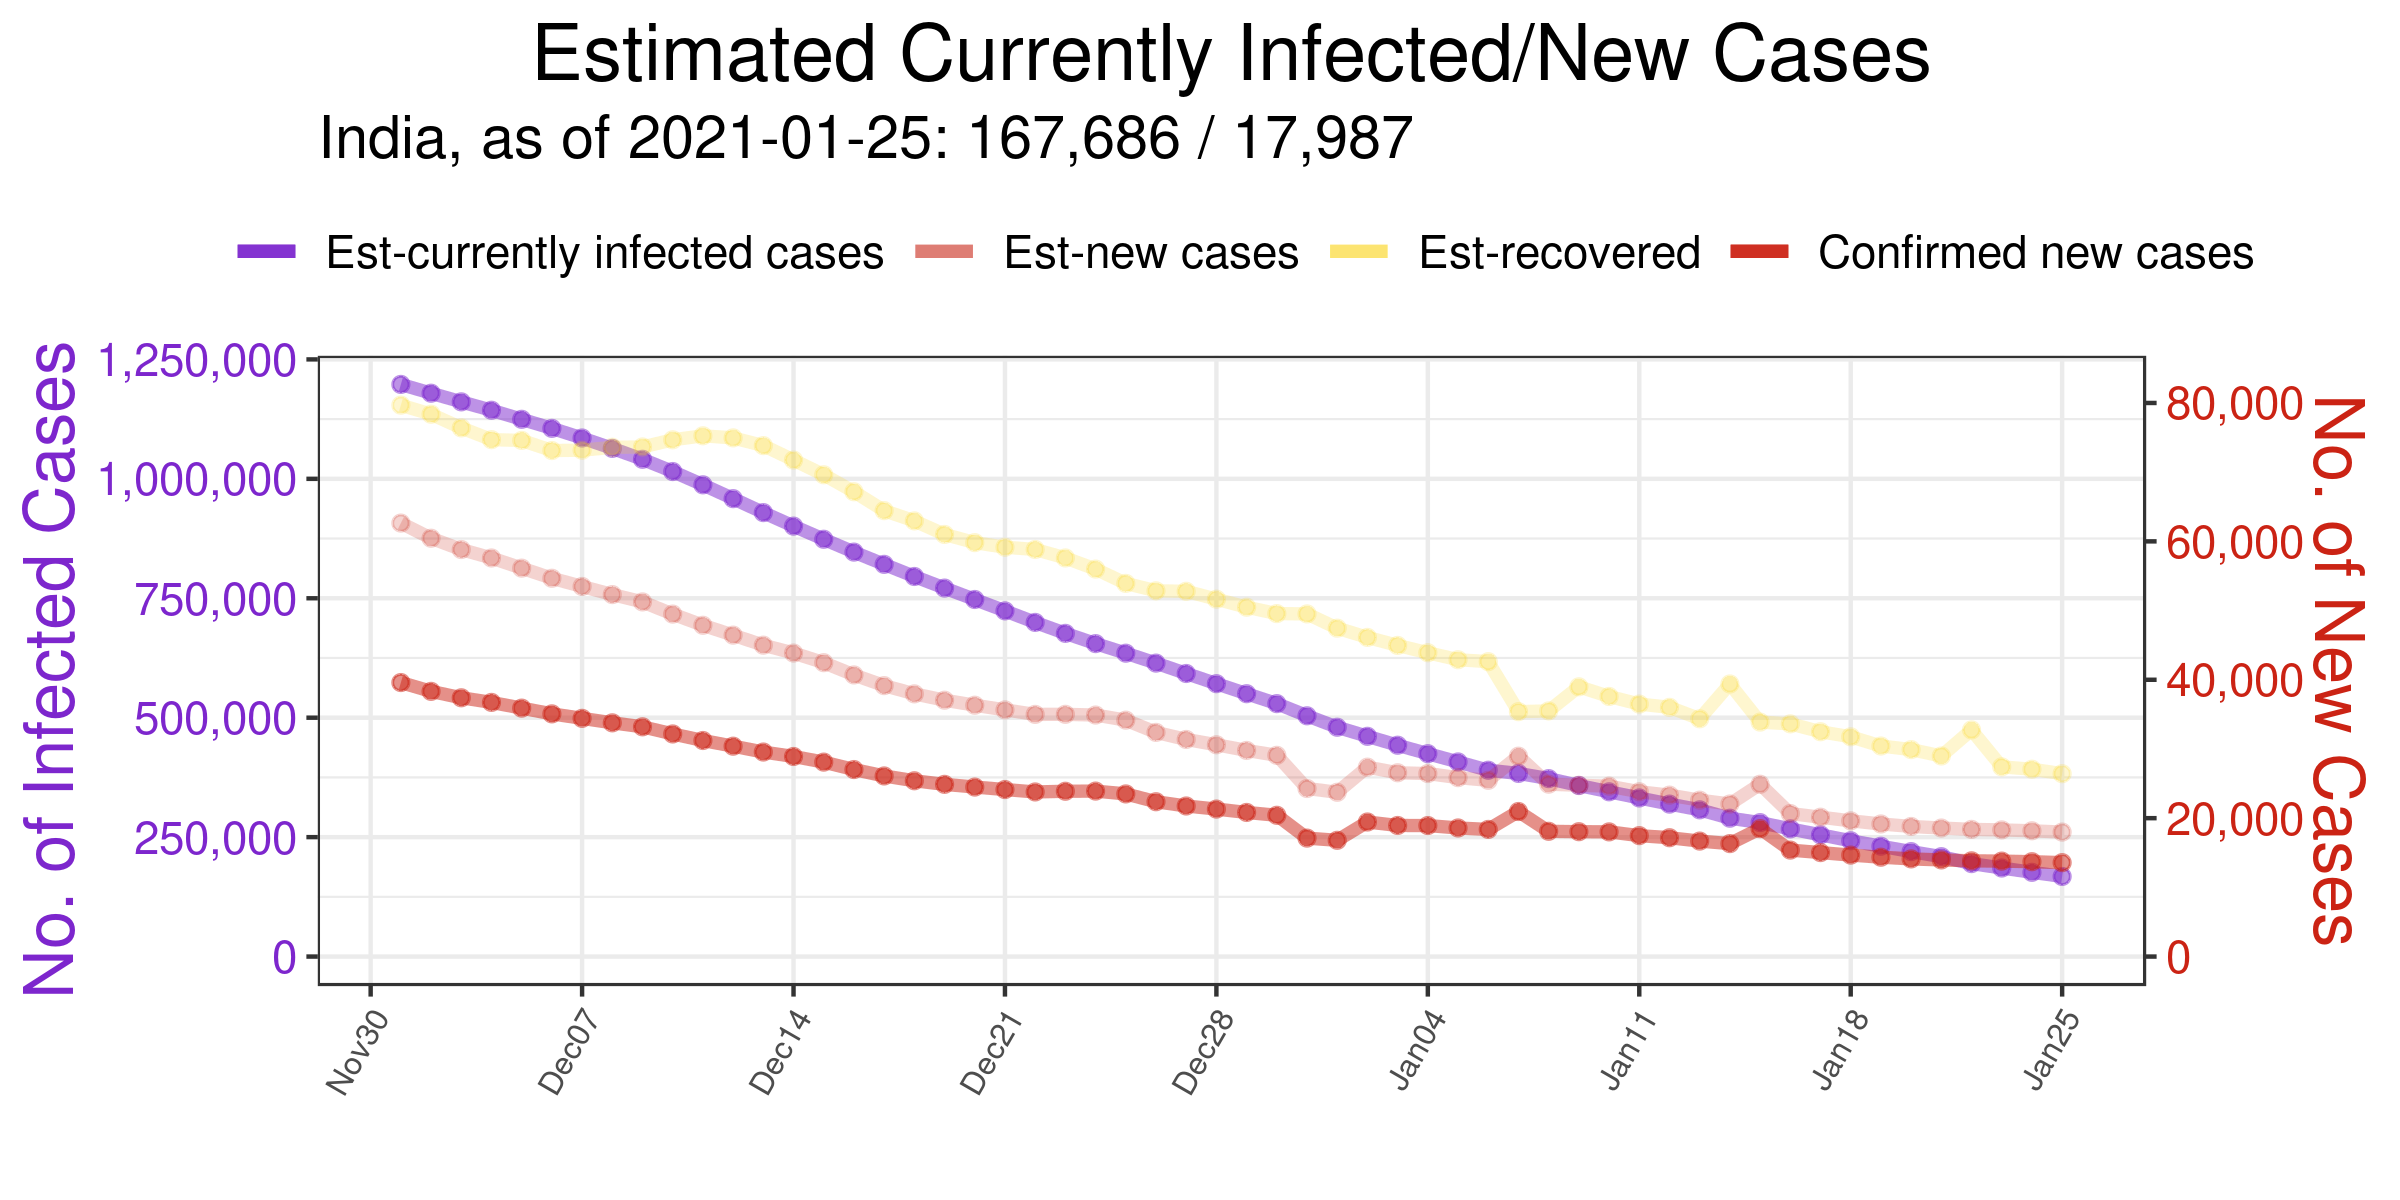 Estimated Currently Infected/New Cases
India, as of 2021-01-25: 167,686 / 17,987
Est-currently infected cases Est-new cases Est-recovered Confirmed new cases
No. of Infected Cases
1,250,000
1,000,000
750,000
500,000
250,000
0
80,000
60,000
40,000
20,000
0
No. of New Cases
Nov30 Dec07 Dec14 Dec21 Dec28 Jan04 Jan11 Jan18 Jan25